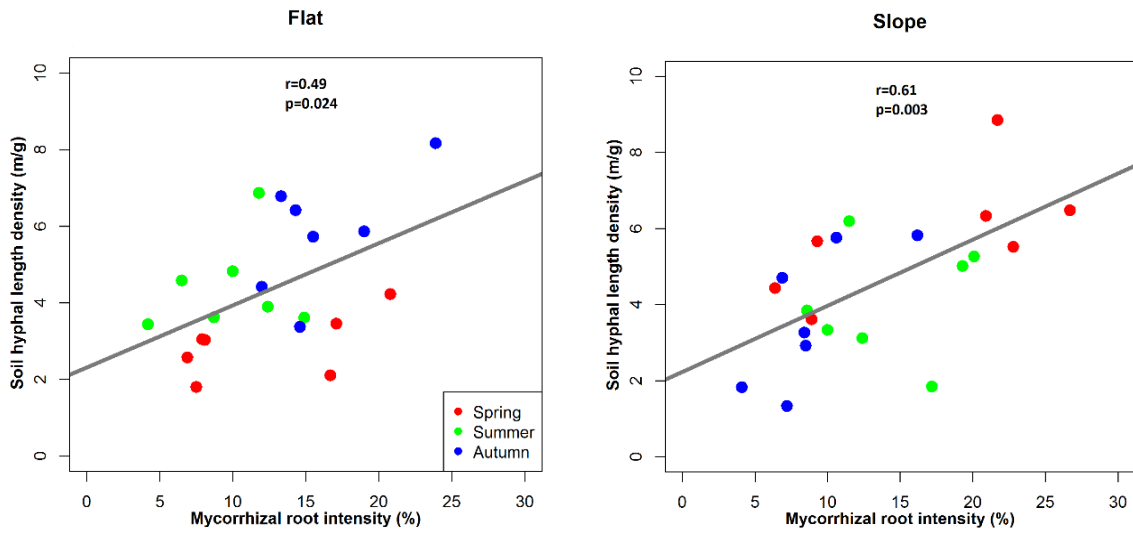 Flat
r=0.49
p=0.024
Soil hyphal length density (m/g)
10
8
6
4
2
0
Spring
Summer
Autumn
0 5 10 15 20 25 30
Mycorrhizal root intensity (%)
Slope
r=0.61
p=0.003
Soil hyphal length density (m/g)
10
8
6
4
2
0
0 5 10 15 20 25 30
Mycorrhizal root intensity (%)